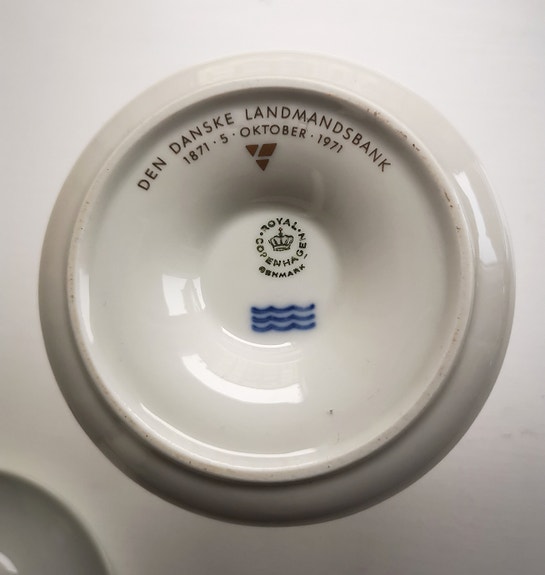 DEN DANSKE LANDMANDSBANK
1871 · 5 · OKTOBER · 1971
· ROYAL ·
COPENHAGEN
DENMARK